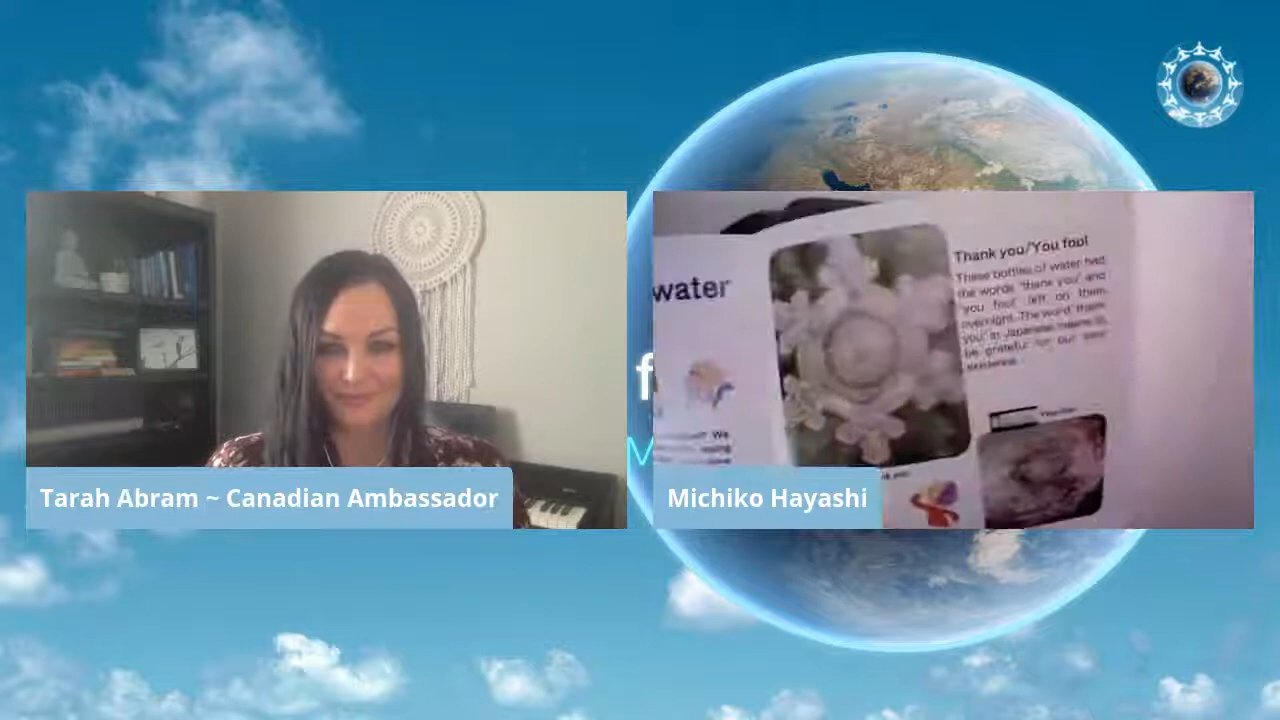 Tarah Abram ~ Canadian Ambassador
water
Thank you/You fool
These bottles of water had
the words 'thank you' and
'you fool' left on them
overnight. The word 'thank
you' in Japanese means to
be grateful for our own
existence.
We
Michiko Hayashi